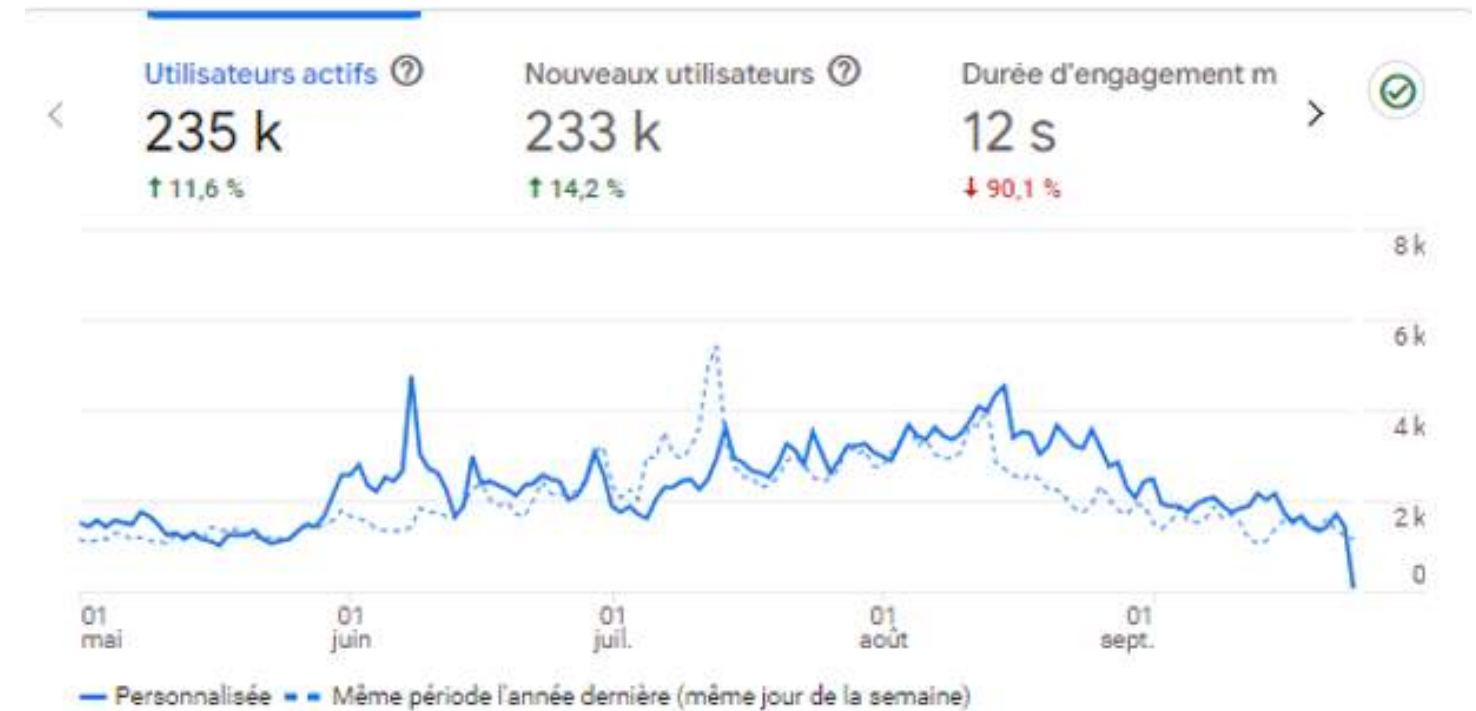 Utilisateurs actifs
Nouveaux utilisateurs
Durée d'engagement m
235 k
233 k
12 s
↑ 11,6 %
↑ 14,2 %
↓ 90,1 %
8 k
6 k
4 k
2 k
0
01 mai
01 juin
01 juil.
01 août
01 sept.
Personnalisée
Même période l'année dernière (même jour de la semaine)